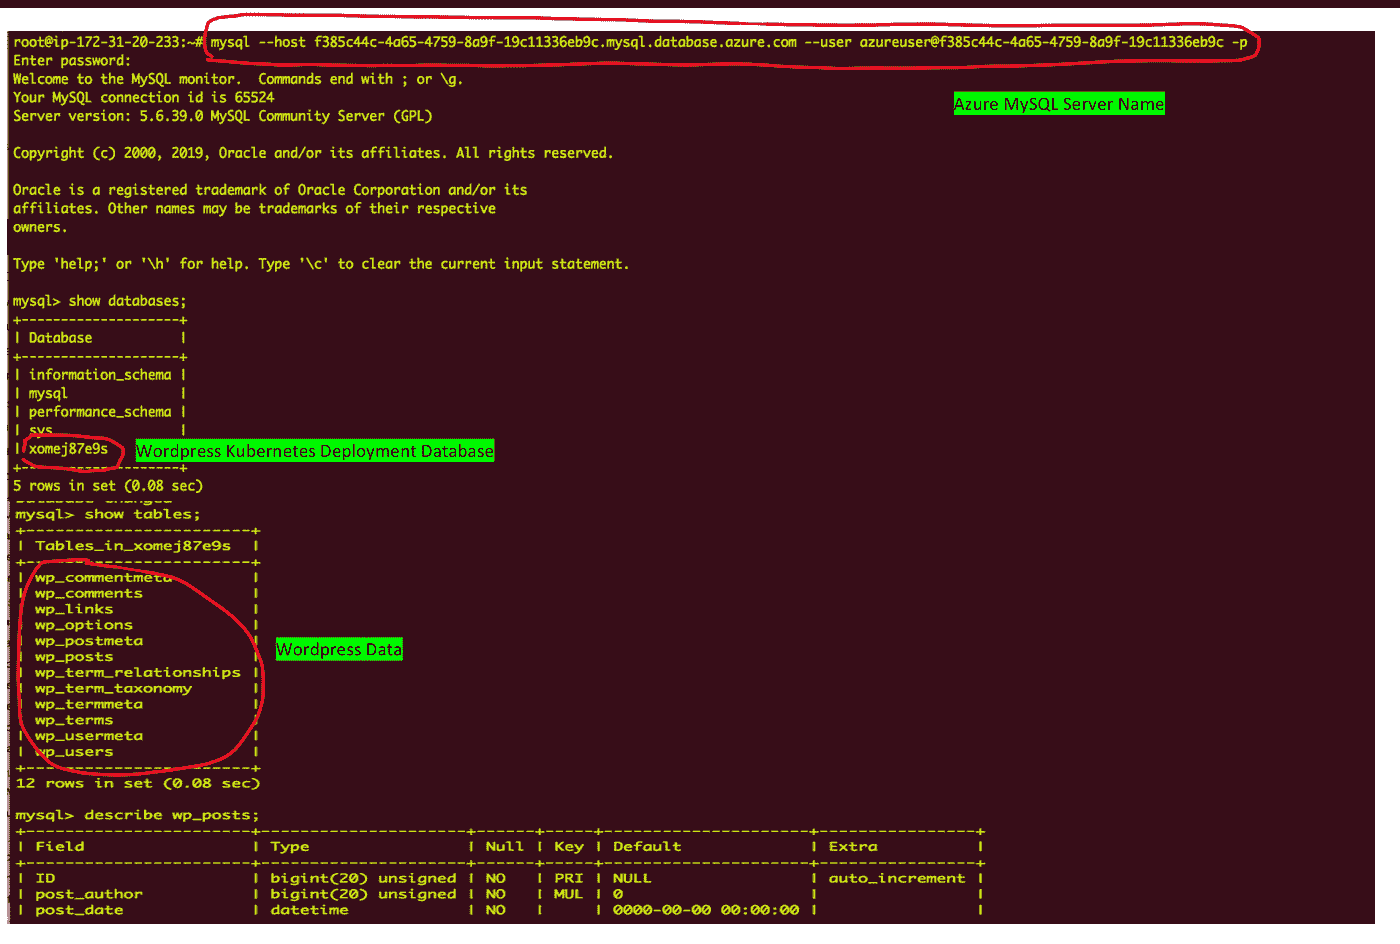 root@ip-172-31-20-233:~# mysql --host f385c44c-4a65-4759-8a9f-19c11336eb9c.mysql.database.azure.com --user azureuser@f385c44c-4a65-4759-8a9f-19c11336eb9c -p
Enter password:
Welcome to the MySQL monitor.  Commands end with ; or \g.
Your MySQL connection id is 65524
Azure MySQL Server Name
Server version: 5.6.39.0 MySQL Community Server (GPL)
Copyright (c) 2000, 2019, Oracle and/or its affiliates. All rights reserved.
Oracle is a registered trademark of Oracle Corporation and/or its
affiliates. Other names may be trademarks of their respective
owners.
Type 'help;' or '\h' for help. Type '\c' to clear the current input statement.
mysql> show databases;
+--------------------+
| Database           |
+--------------------+
| information_schema |
| mysql              |
| performance_schema |
| sys                |
| xomej87e9s         | Wordpress Kubernetes Deployment Database
+--------------------+
5 rows in set (0.08 sec)
Database changed
mysql> show tables;
+-----------------------+
| Tables_in_xomej87e9s  |
+-----------------------+
| wp_commentmeta        |
| wp_comments           |
| wp_links              |
| wp_options            |
| wp_postmeta           |
| wp_posts              | Wordpress Data
| wp_term_relationships |
| wp_term_taxonomy      |
| wp_termmeta           |
| wp_terms              |
| wp_usermeta           |
| wp_users              |
+-----------------------+
12 rows in set (0.08 sec)
mysql> describe wp_posts;
+-----------------------+---------------------+------+-----+---------------------+----------------+
| Field                 | Type                | Null | Key | Default             | Extra          |
+-----------------------+---------------------+------+-----+---------------------+----------------+
| ID                    | bigint(20) unsigned | NO   | PRI | NULL                | auto_increment |
| post_author           | bigint(20) unsigned | NO   | MUL | 0                   |                |
| post_date             | datetime            | NO   |     | 0000-00-00 00:00:00 |                |